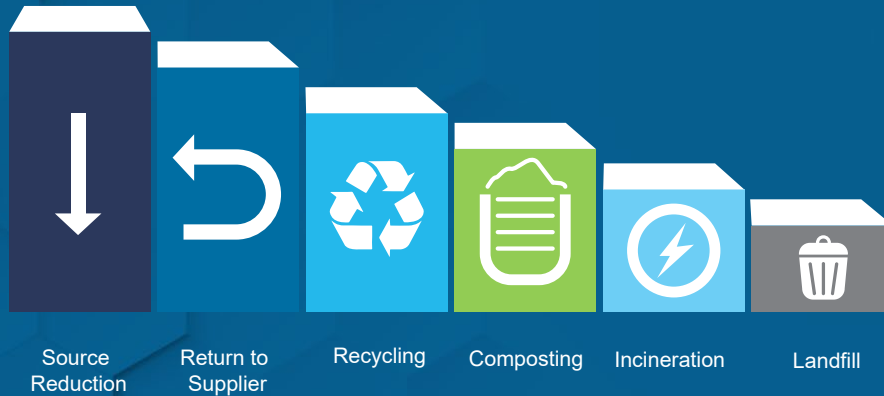 Source
Reduction
Return to
Supplier
Recycling
Composting
Incineration
Landfill